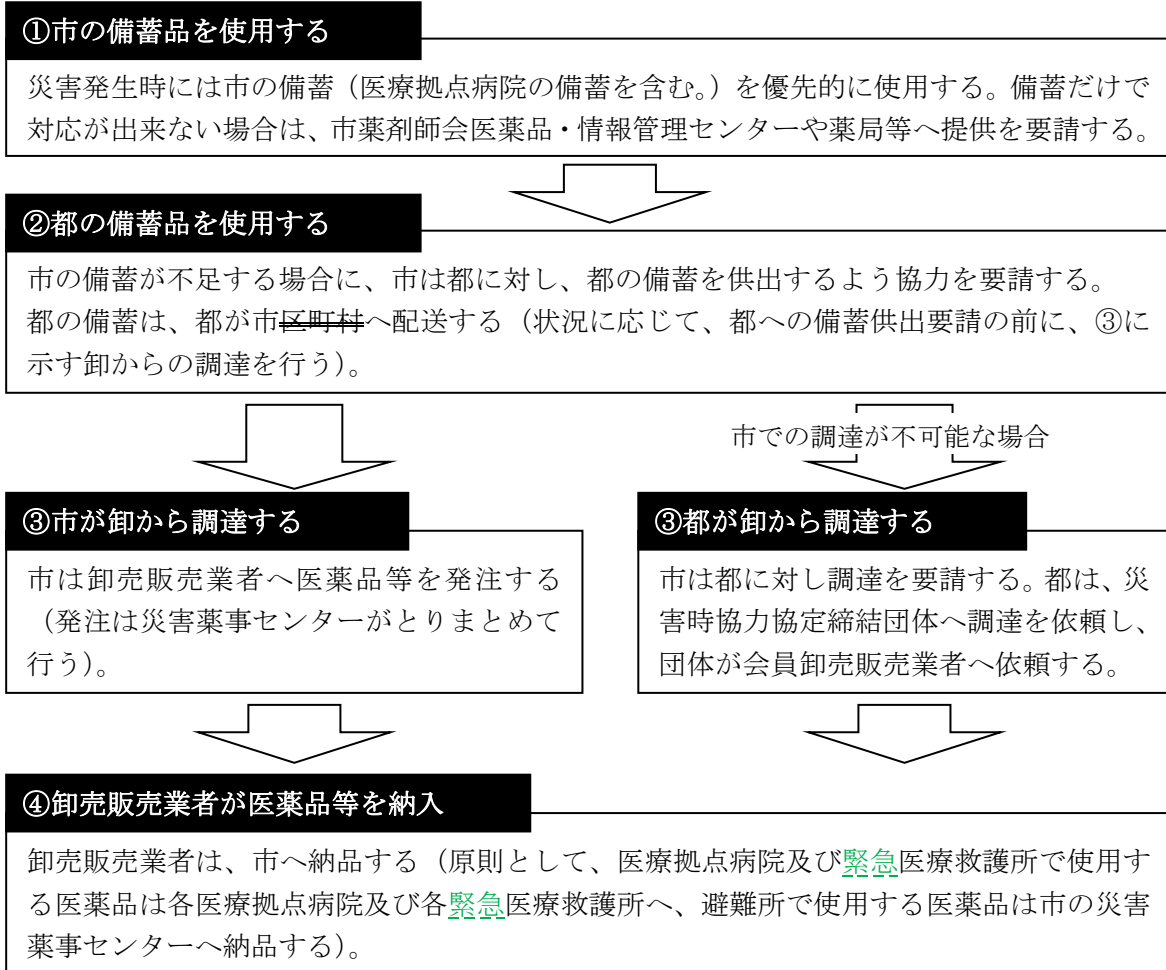 ①市の備蓄品を使用する
災害発生時には市の備蓄（医療拠点病院の備蓄を含む。）を優先的に使用する。備蓄だけで
対応が出来ない場合は、市薬剤師会医薬品・情報管理センターや薬局等へ提供を要請する。
②都の備蓄品を使用する
市の備蓄が不足する場合に、市は都に対し、都の備蓄を供出するよう協力を要請する。
都の備蓄は、都が市区町村へ配送する（状況に応じて、都への備蓄供出要請の前に、③に
示す卸からの調達を行う）。
市での調達が不可能な場合
③市が卸から調達する
市は卸売販売業者へ医薬品等を発注する
（発注は災害薬事センターがとりまとめて
行う）。
③都が卸から調達する
市は都に対し調達を要請する。都は、災
害時協力協定締結団体へ調達を依頼し、
団体が会員卸売販売業者へ依頼する。
④卸売販売業者が医薬品等を納入
卸売販売業者は、市へ納品する（原則として、医療拠点病院及び緊急医療救護所で使用す
る医薬品は各医療拠点病院及び各緊急医療救護所へ、避難所で使用する医薬品は市の災害
薬事センターへ納品する）。